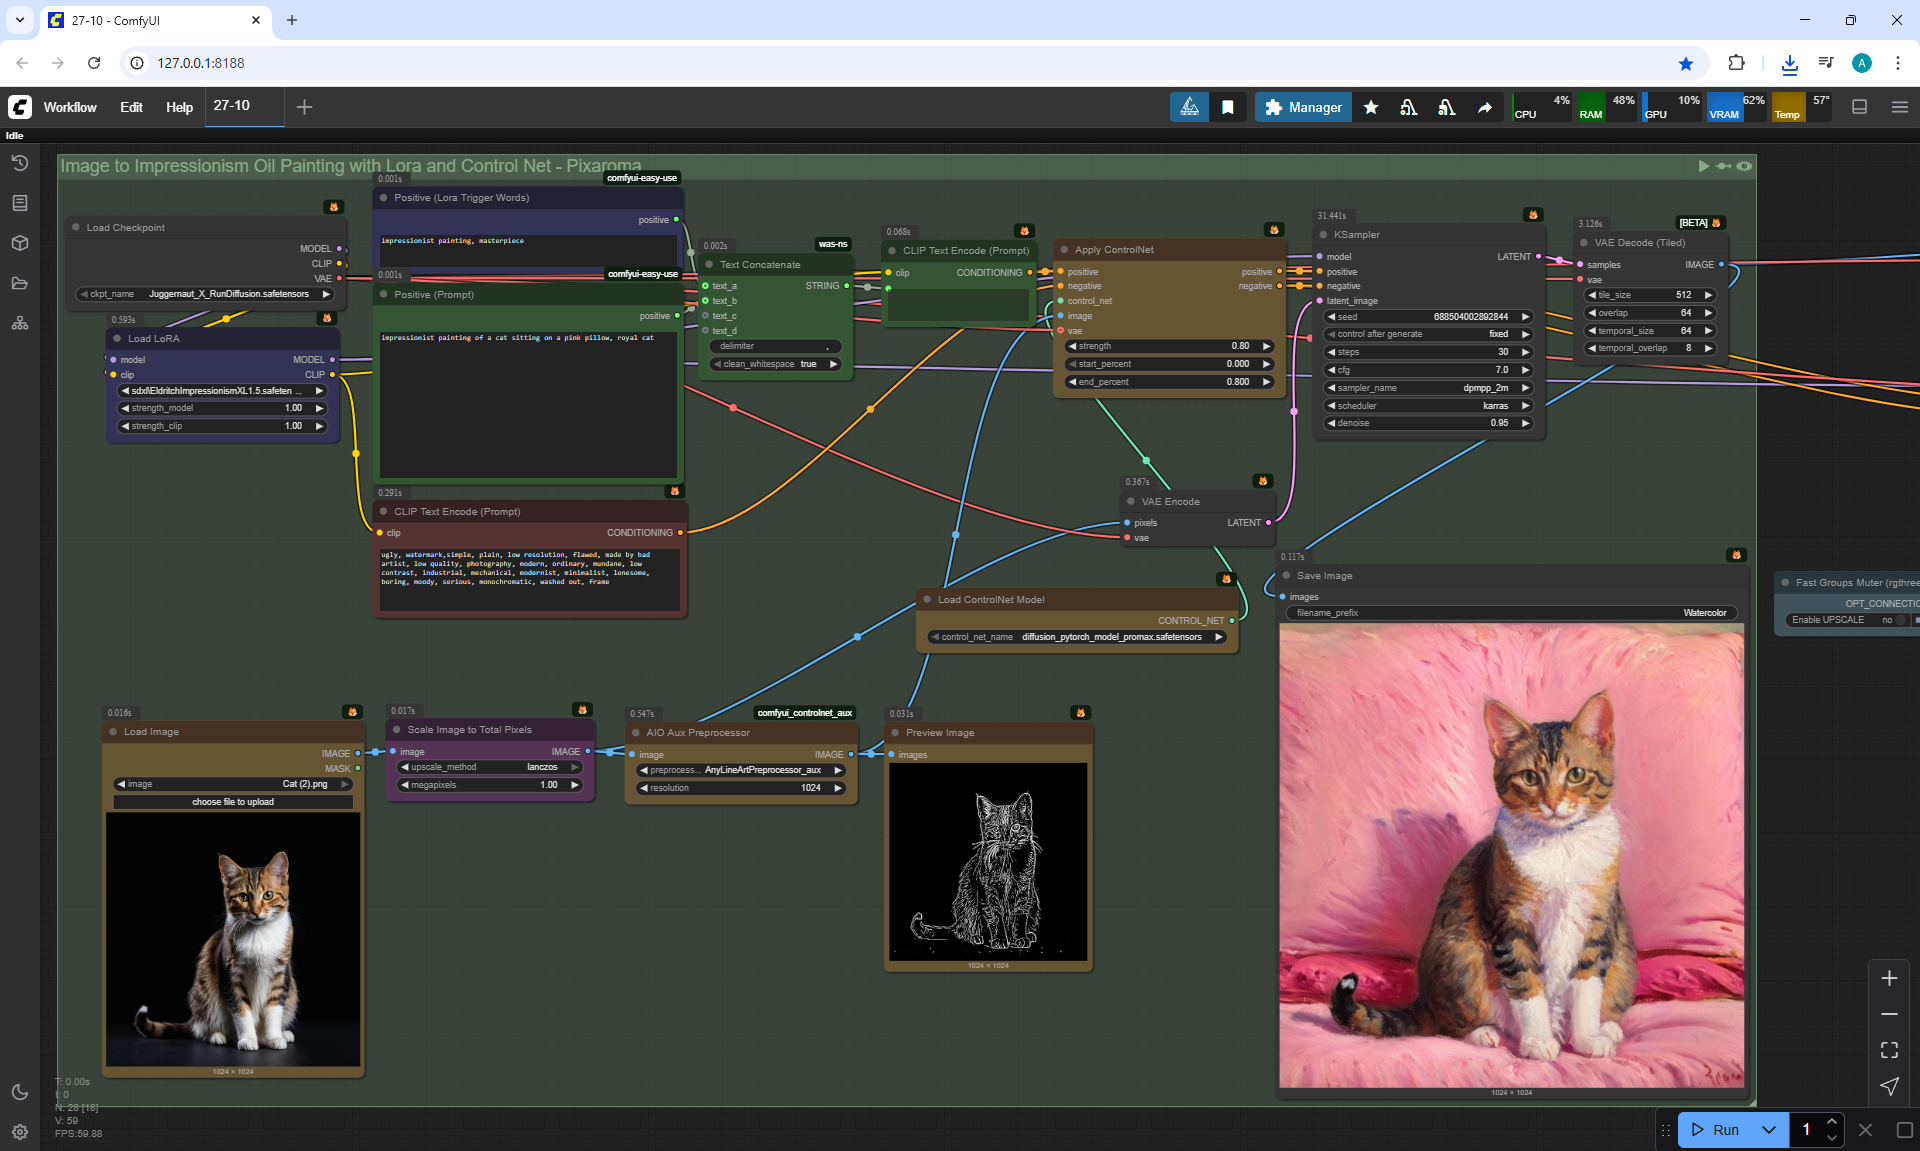 27-10 - ComfyUI
127.0.0.1:8188
A
Workflow Edit Help 27-10
Manager
CPU 4% RAM 48% GPU 10% VRAM 62% Temp 57°
Idle
Image to Impressionism Oil Painting with Lora and Control Net - Pixaroma
Load Checkpoint
MODEL
CLIP
VAE
ckpt_name Juggernaut_X_RunDiffusion.safetensors
0.593s
Load LoRA
model MODEL
clip CLIP
sdxl\EldritchImpressionismXL1.5.safeten ...
strength_model 1.00
strength_clip 1.00
0.001s comfyui-easy-use
Positive (Lora Trigger Words)
positive
impressionist painting, masterpiece
0.001s comfyui-easy-use
Positive (Prompt)
positive
impressionist painting of a cat sitting on a pink pillow, royal cat
0.291s
CLIP Text Encode (Prompt)
clip CONDITIONING
ugly, watermark,simple, plain, low resolution, flawed, made by bad
artist, low quality, photography, modern, ordinary, mundane, low
contrast, industrial, mechanical, modernist, minimalist, lonesome,
boring, moody, serious, monochromatic, washed out, frame
0.002s was-ns
Text Concatenate
text_a STRING
text_b
text_c
text_d
delimiter ,
clean_whitespace true
0.068s
CLIP Text Encode (Prompt)
clip CONDITIONING
Apply ControlNet
positive positive
negative negative
control_net
image
vae
strength 0.80
start_percent 0.000
end_percent 0.800
31.441s
KSampler
model LATENT
positive
negative
latent_image
seed 688504002892844
control after generate fixed
steps 30
cfg 7.0
sampler_name dpmpp_2m
scheduler karras
denoise 0.95
3.126s [BETA]
VAE Decode (Tiled)
samples IMAGE
vae
tile_size 512
overlap 64
temporal_size 64
temporal_overlap 8
0.367s
VAE Encode
pixels LATENT
vae
Load ControlNet Model
CONTROL_NET
control_net_name diffusion_pytorch_model_promax.safetensors
0.117s
Save Image
images
filename_prefix Watercolor
1024 × 1024
Fast Groups Muter (rgthree
OPT_CONNECTIO
Enable UPSCALE no
0.016s
Load Image
IMAGE
MASK
image Cat (2).png
choose file to upload
1024 × 1024
0.017s
Scale Image to Total Pixels
image IMAGE
upscale_method lanczos
megapixels 1.00
0.547s comfyui_controlnet_aux
AIO Aux Preprocessor
image IMAGE
preprocess... AnyLineArtPreprocessor_aux
resolution 1024
0.031s
Preview Image
images
1024 × 1024
T: 0.00s
I: 0
N: 28 [18]
V: 59
FPS:59.88
Run 1